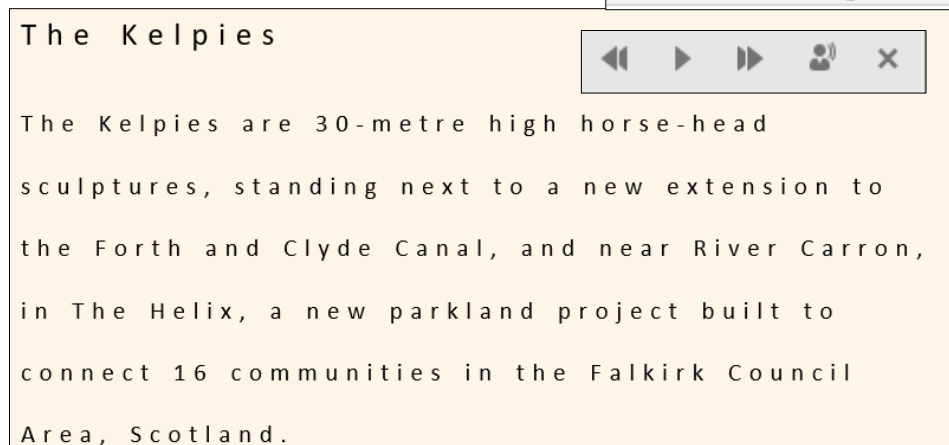 The Kelpies
The Kelpies are 30-metre high horse-head
sculptures, standing next to a new extension to
the Forth and Clyde Canal, and near River Carron,
in The Helix, a new parkland project built to
connect 16 communities in the Falkirk Council
Area, Scotland.